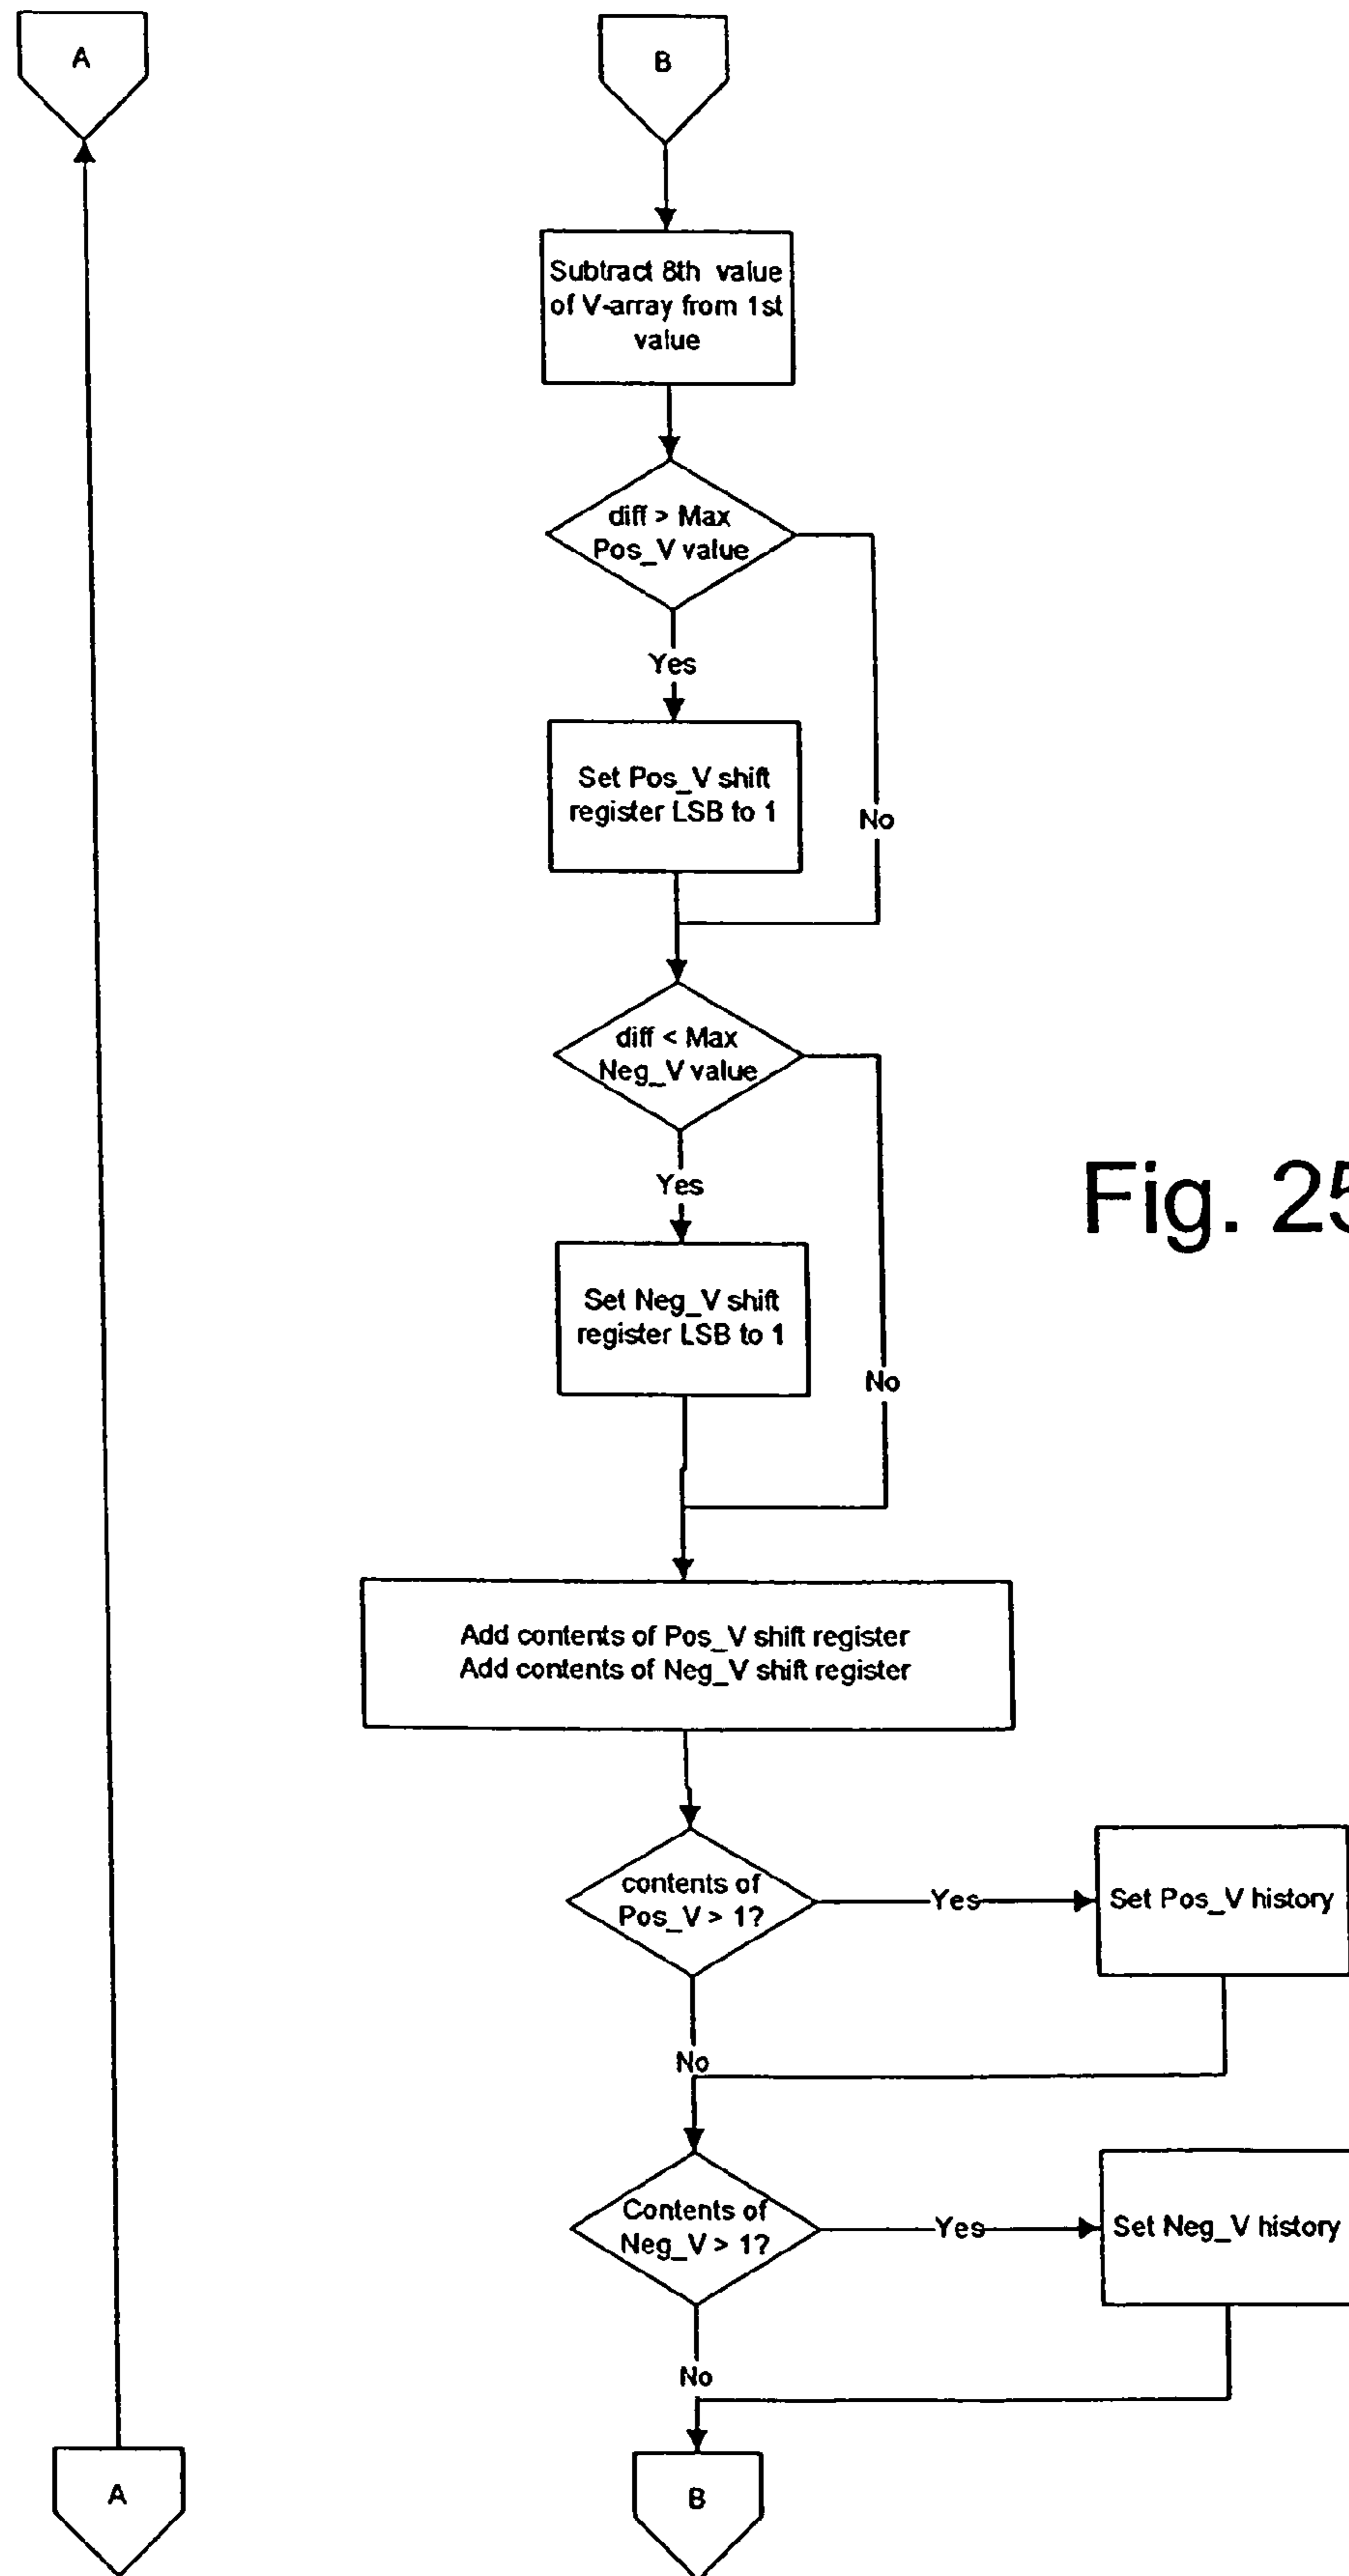 A
B
Subtract 8th value
of V-array from 1st
value
diff > Max
Pos_V value
Yes
Set Pos_V shift
register LSB to 1
No
diff < Max
Neg_V value
Yes
Fig. 25
Set Neg_V shift
register LSB to 1
No
Add contents of Pos_V shift register
Add contents of Neg_V shift register
contents of
Pos_V > 1?
Yes
Set Pos_V history
No
Contents of
Neg_V > 1?
Yes
Set Neg_V history
No
A
B